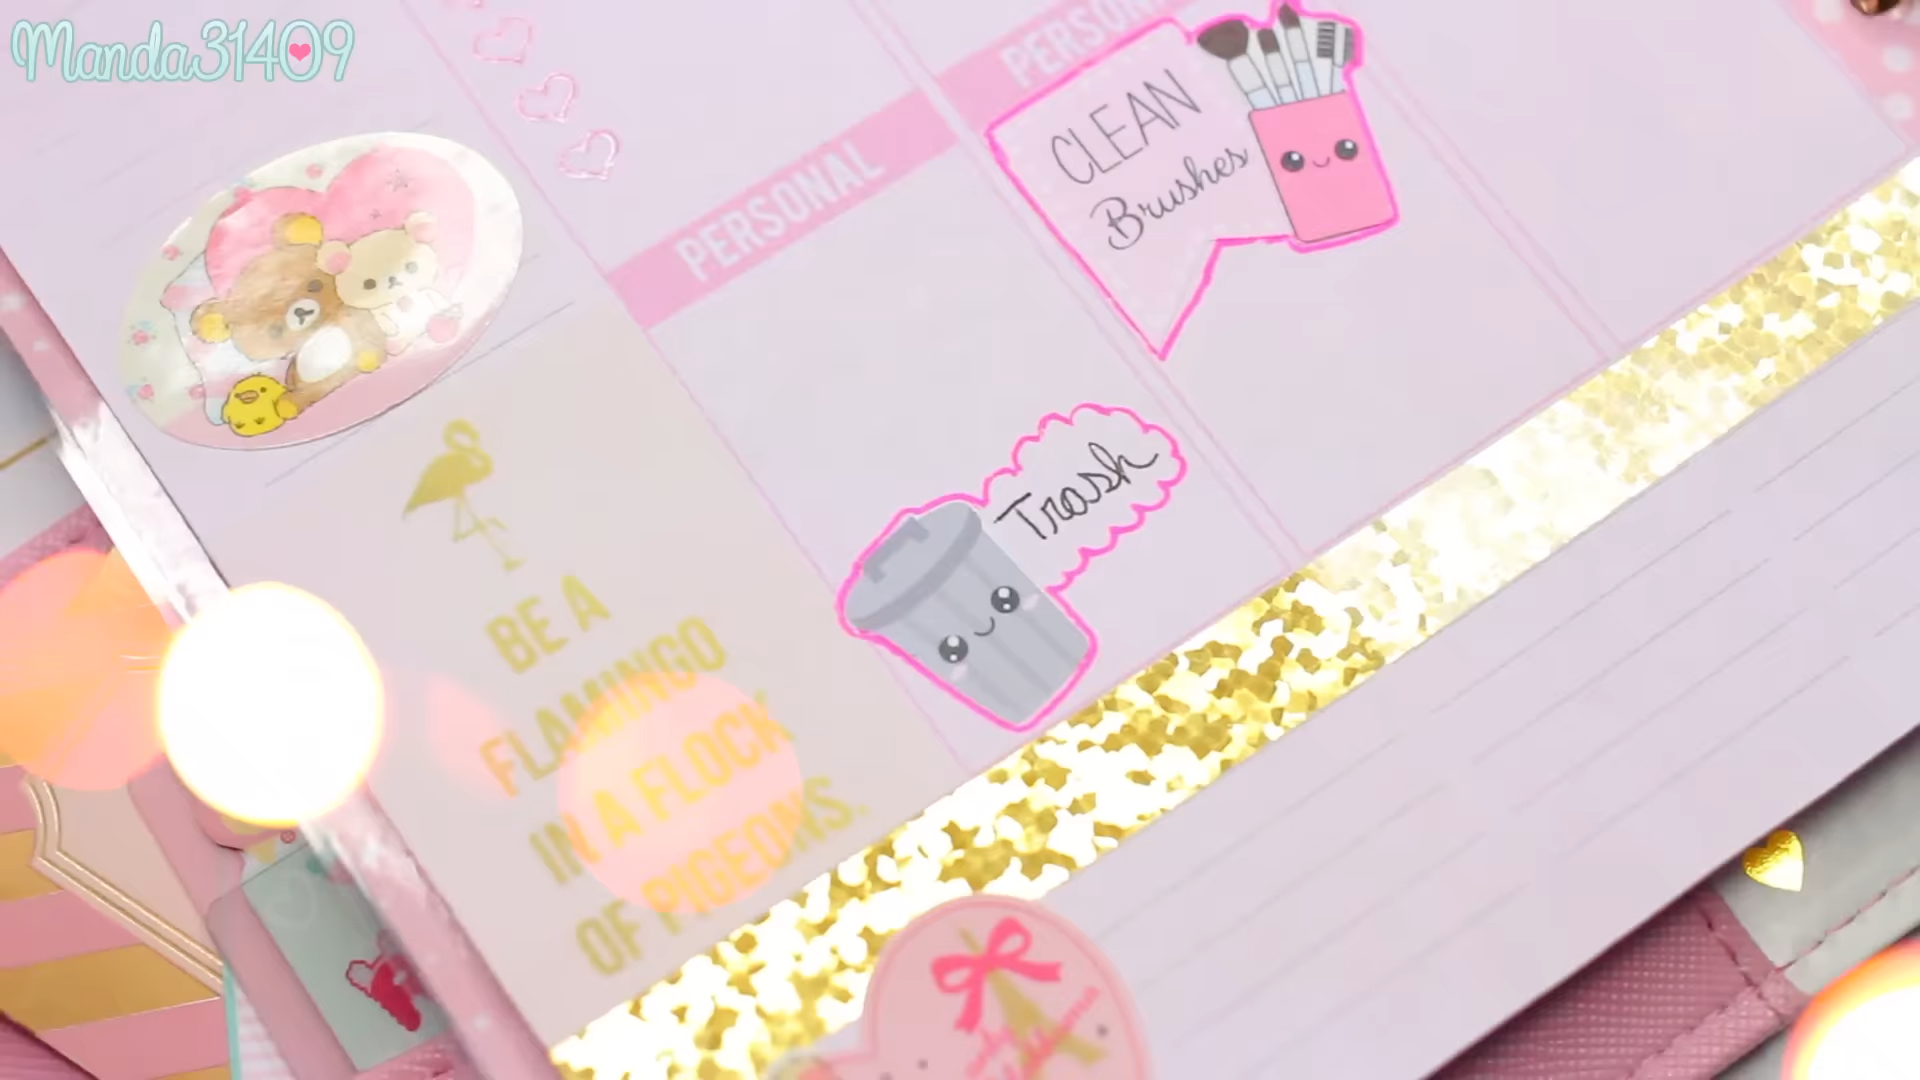 Manda31409
PERSONAL
PERSONAL
CLEAN
Brushes
Trash
BE A
FLAMINGO
IN A FLOCK
OF PIGEONS.